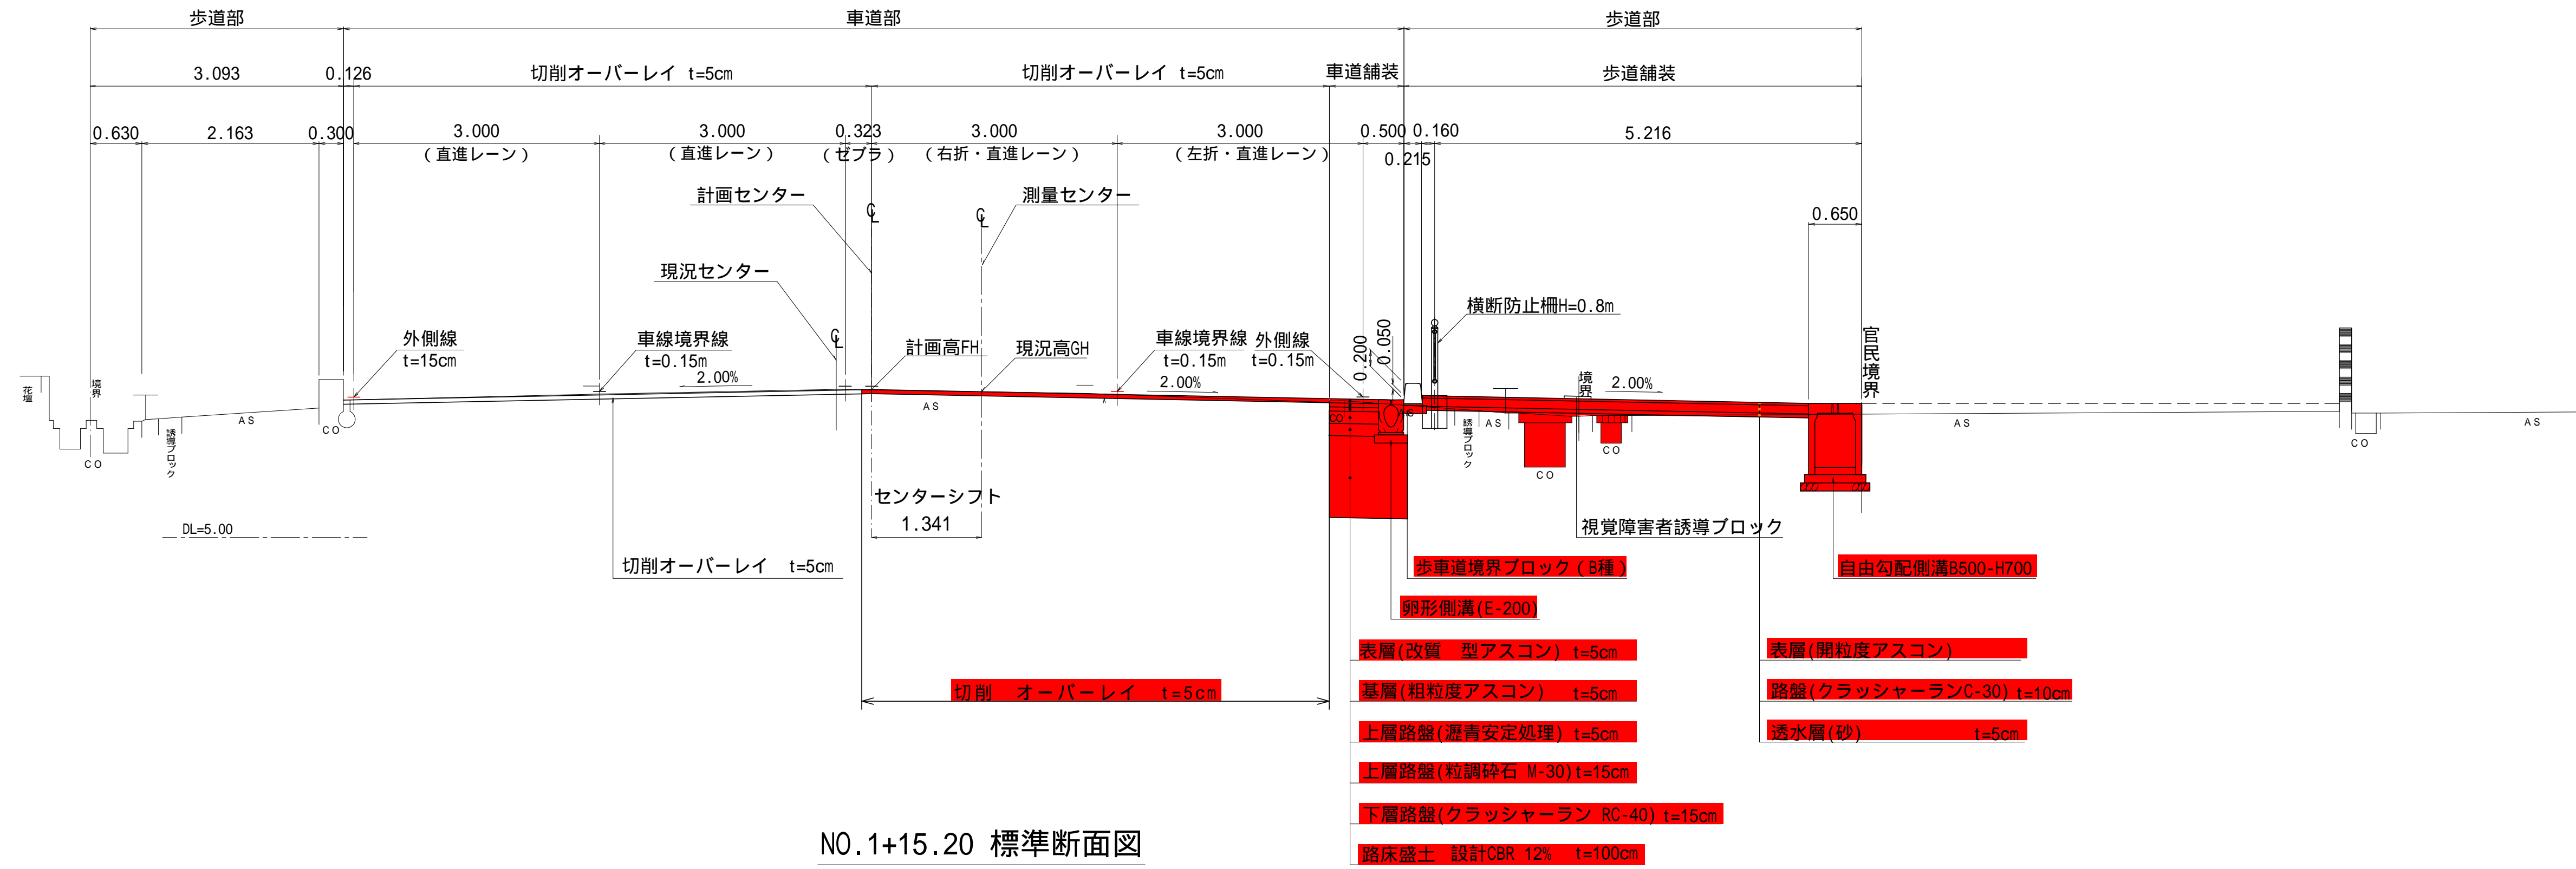 歩道部 車道部 歩道部
3.093 0.126 切削オーバーレイ t=5cm 切削オーバーレイ t=5cm 車道舗装 歩道舗装
0.630 2.163 0.300 3.000 3.000 0.323 3.000 3.000 0.500 0.160 5.216
(直進レーン) (直進レーン) (ゼブラ) (右折・直進レーン) (左折・直進レーン) 0.215
計画センター 測量センター
0.650
現況センター
横断防止柵H=0.8m
外側線
t=15cm
車線境界線
t=0.15m
2.00%
計画高FH
現況高GH
車線境界線
t=0.15m
2.00%
外側線
t=0.15m
0.200
0.050
境界
2.00%
官民境界
花壇
境界
CO
誘導ブロック
AS
CO
AS
CO
AS
誘導ブロック
AS
CO
CO
AS
CO
AS
DL=5.00
センターシフト
1.341
視覚障害者誘導ブロック
切削オーバーレイ t=5cm
歩車道境界ブロック(B種)
自由勾配側溝B500-H700
卵形側溝(E-200)
切削 オーバーレイ t=5cm
表層(改質 型アスコン) t=5cm
基層(粗粒度アスコン) t=5cm
上層路盤(瀝青安定処理) t=5cm
上層路盤(粒調砕石 M-30)t=15cm
下層路盤(クラッシャーラン RC-40) t=15cm
路床盛土 設計CBR 12% t=100cm
表層(開粒度アスコン)
路盤(クラッシャーランC-30) t=10cm
透水層(砂) t=5cm
NO.1+15.20 標準断面図